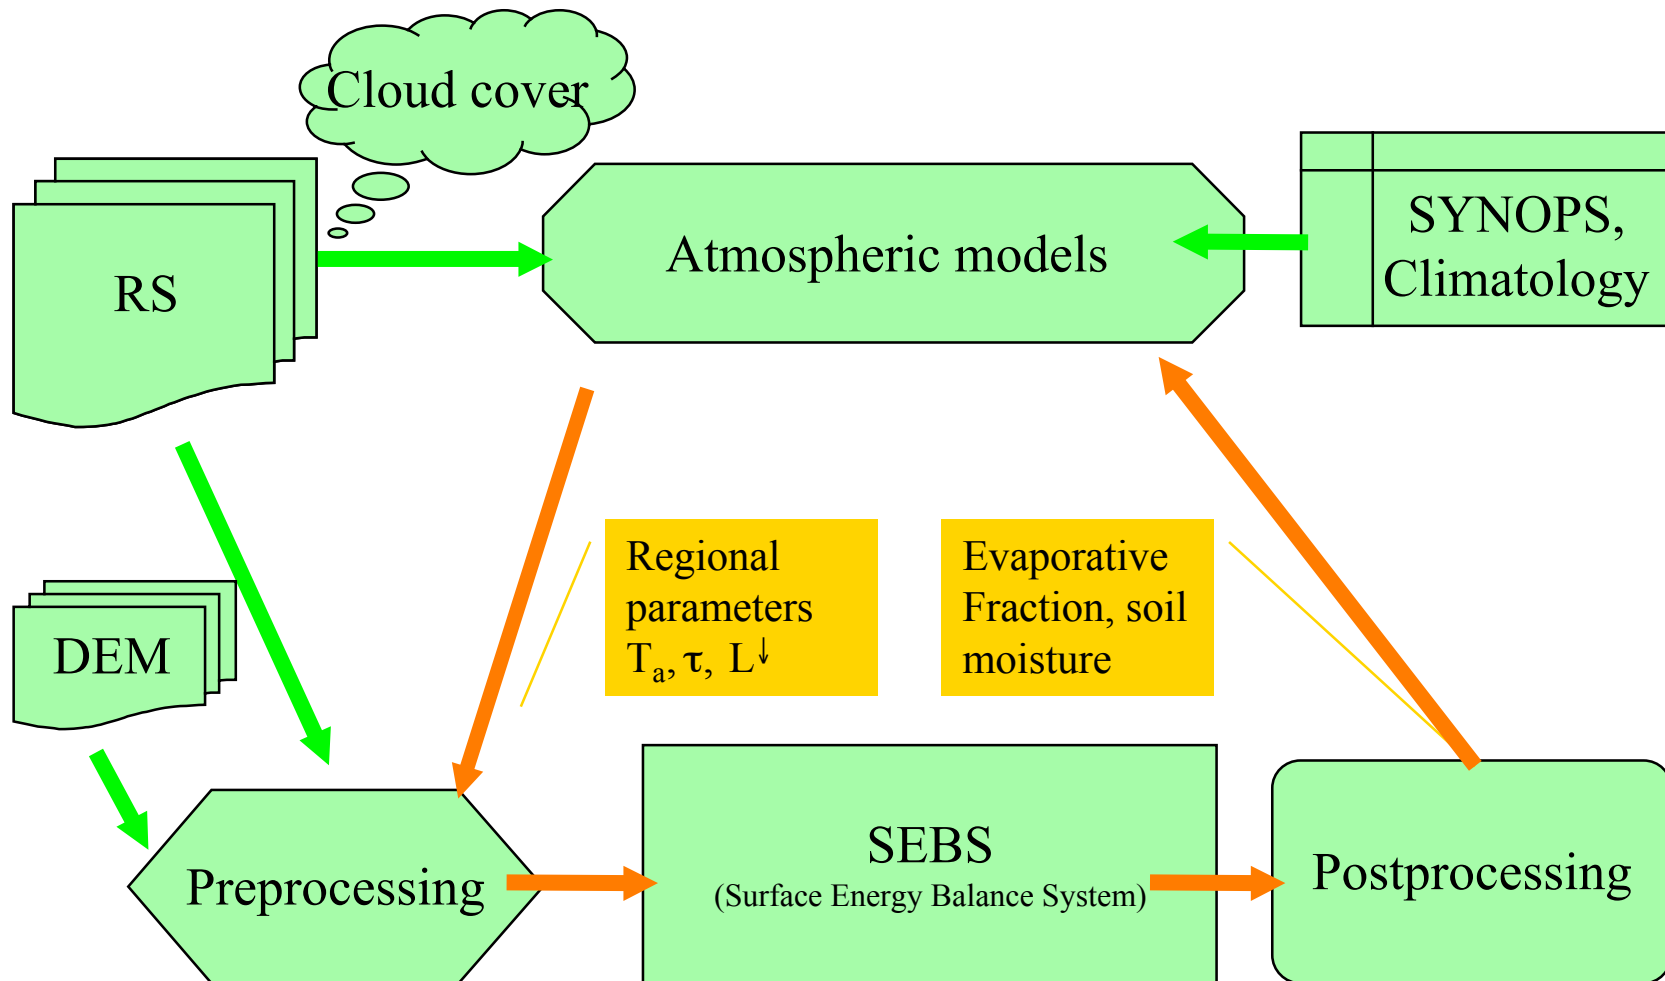 Cloud cover
RS
Atmospheric models
SYNOPS,
Climatology
Regional
parameters
Tₐ, τ, L↓
Evaporative
Fraction, soil
moisture
DEM
Preprocessing
SEBS
(Surface Energy Balance System)
Postprocessing